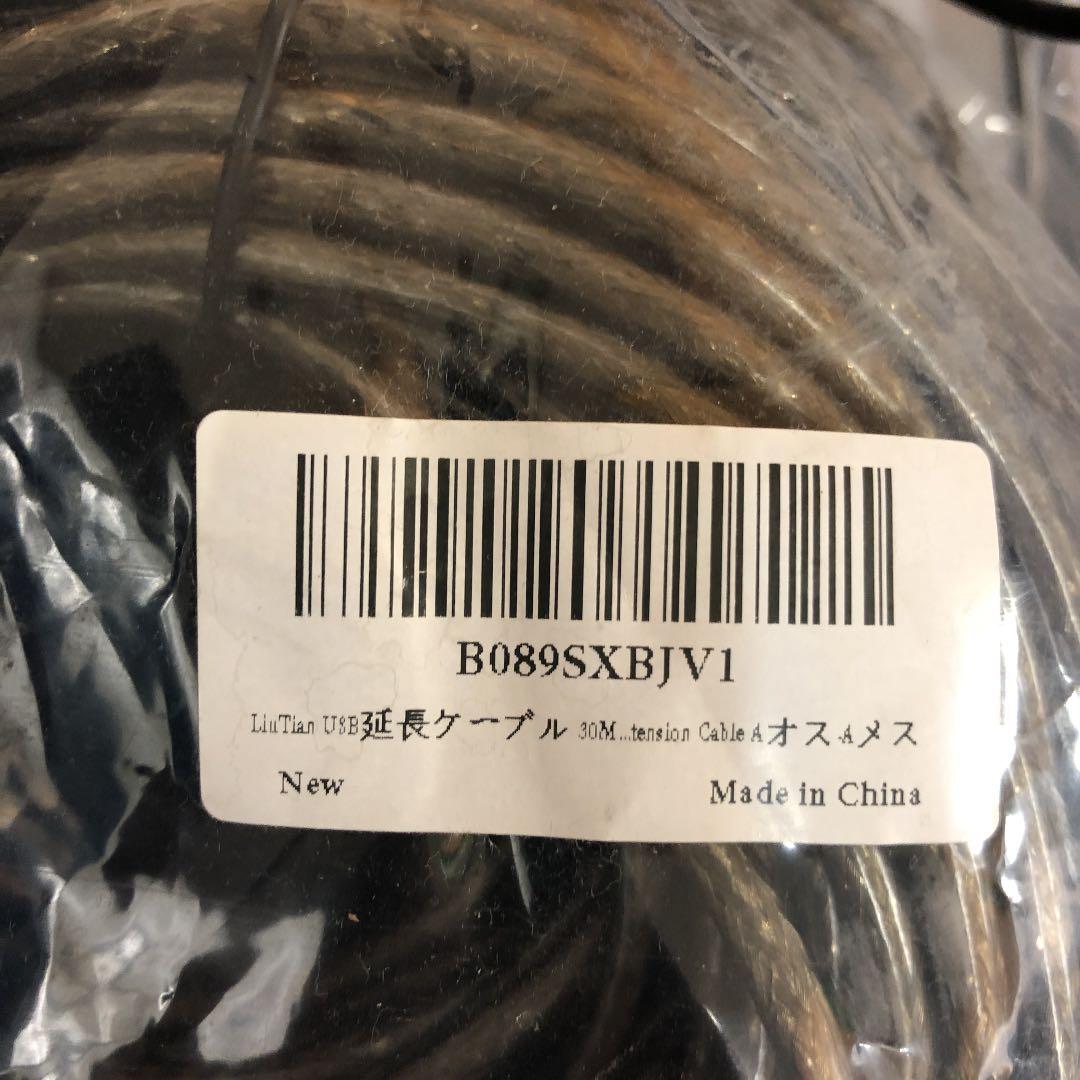 B089SXBJV1
LiuTian USB延長ケーブル 30M...tension Cable Aオス-Aメス
New Made in China